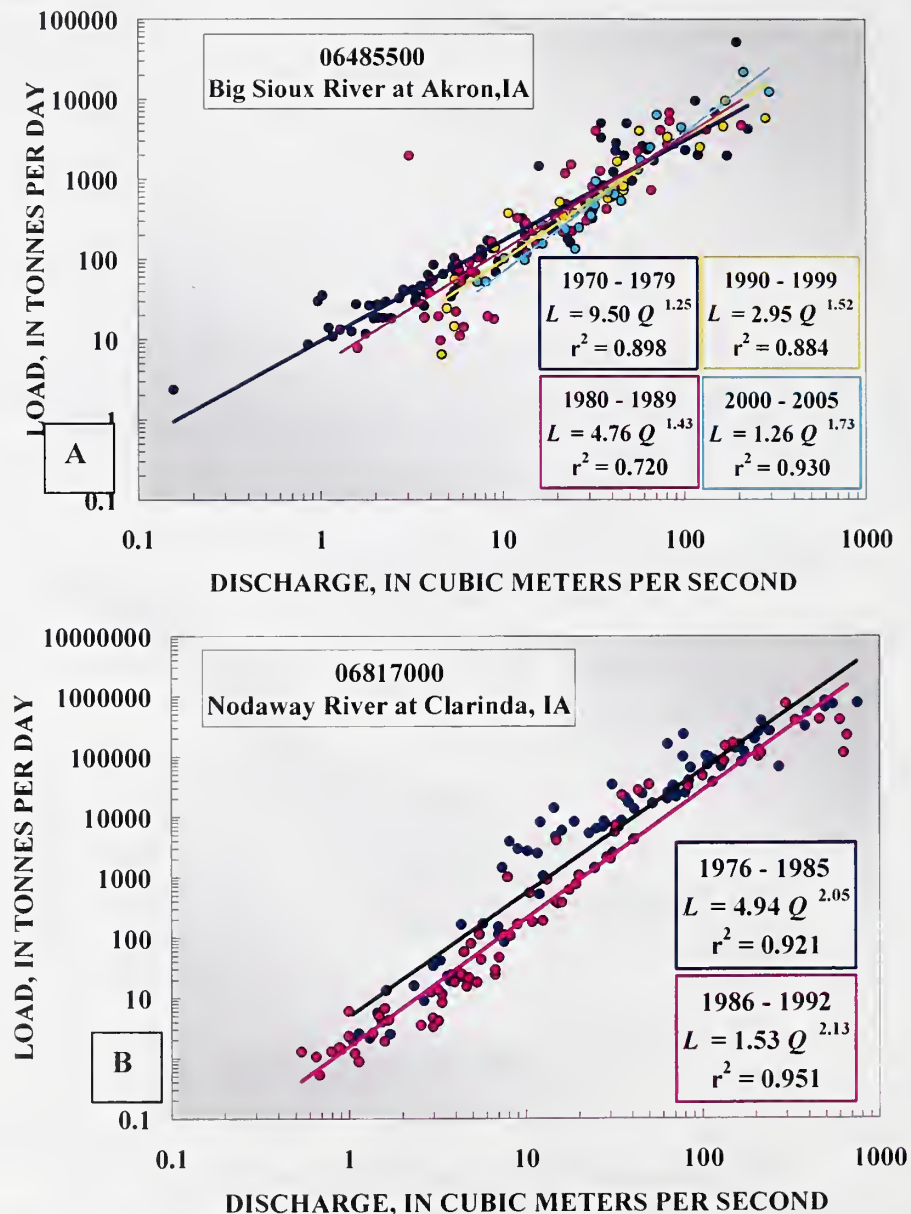 100000
10000
1000
100
10
1
0.1
LOAD, IN TONNES PER DAY
06485500
Big Sioux River at Akron,IA
1970 - 1979
L = 9.50 Q 1.25
r2 = 0.898
1990 - 1999
L = 2.95 Q 1.52
r2 = 0.884
1980 - 1989
L = 4.76 Q 1.43
r2 = 0.720
2000 - 2005
L = 1.26 Q 1.73
r2 = 0.930
A
0.1 1 10 100 1000
DISCHARGE, IN CUBIC METERS PER SECOND
10000000
1000000
100000
10000
1000
100
10
1
0.1
LOAD, IN TONNES PER DAY
06817000
Nodaway River at Clarinda, IA
1976 - 1985
L = 4.94 Q 2.05
r2 = 0.921
1986 - 1992
L = 1.53 Q 2.13
r2 = 0.951
B
0.1 1 10 100 1000
DISCHARGE, IN CUBIC METERS PER SECOND